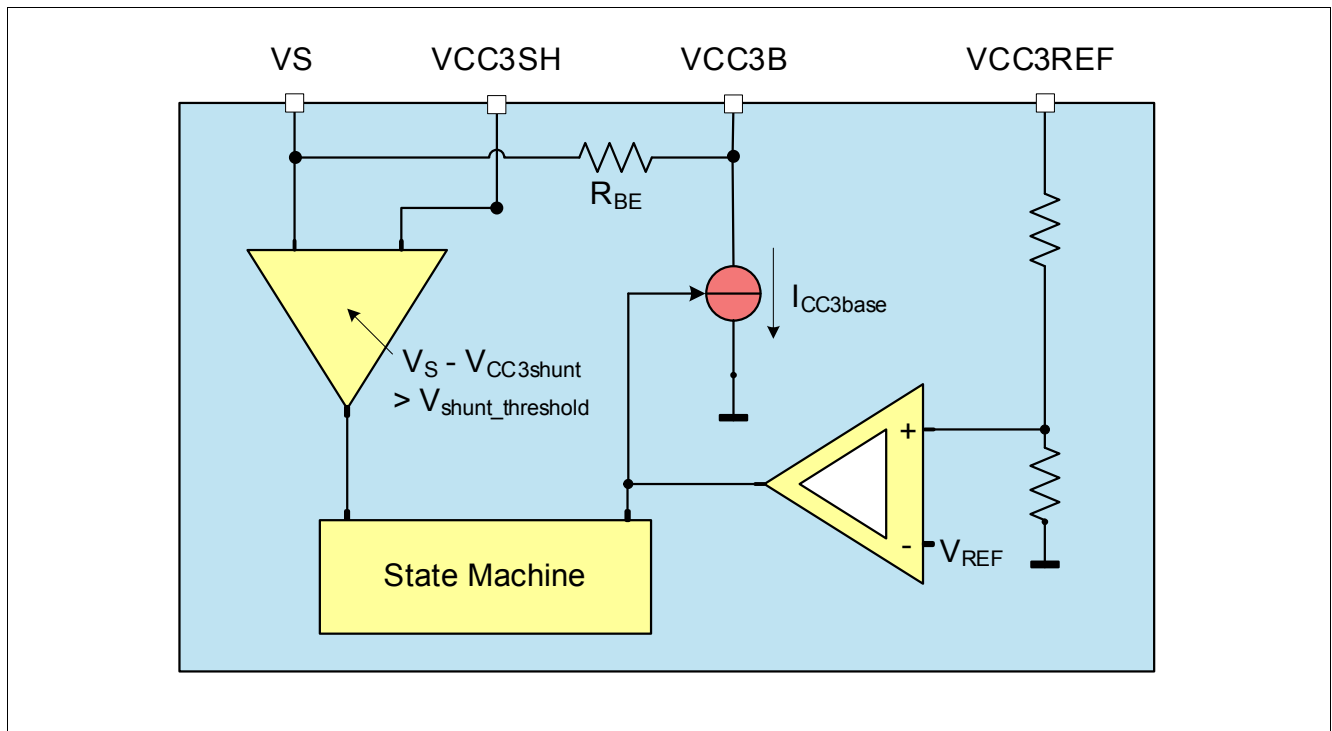 VS VCC3SH VCC3B VCC3REF
RBE
ICC3base
VS - VCC3shunt
> Vshunt_threshold
+
- VREF
State Machine